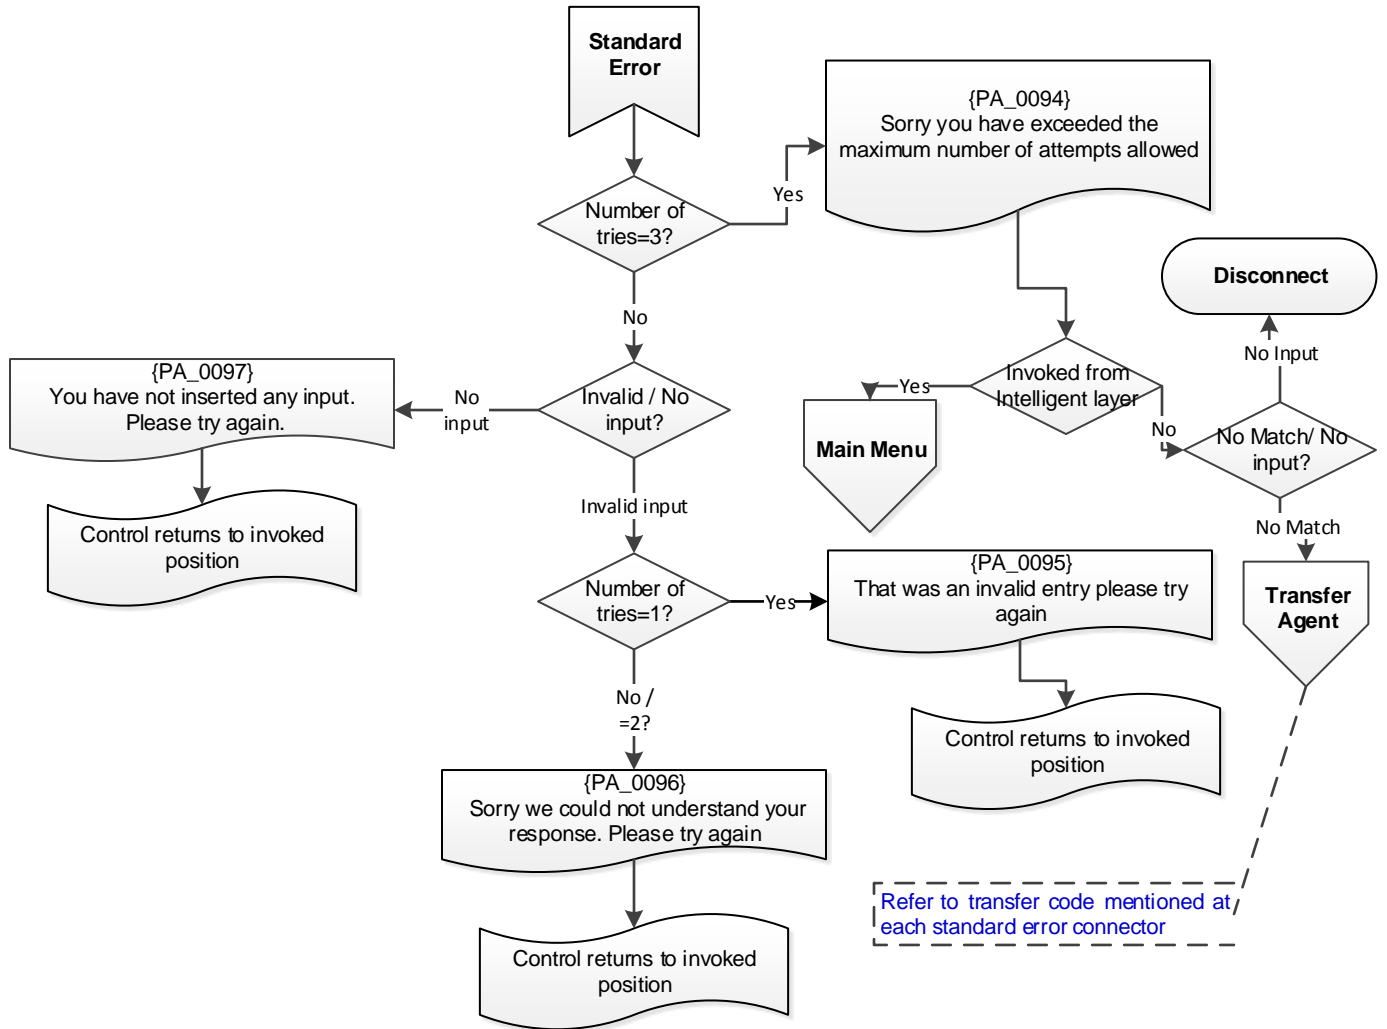 Standard
Error
{PA_0094}
Sorry you have exceeded the
maximum number of attempts allowed
Yes
Number of
tries=3?
Disconnect
No
No Input
{PA_0097}
You have not inserted any input.
Please try again.
No
input
Invalid / No
input?
Yes
Invoked from
Intelligent layer
No
Main Menu
No Match/ No
input?
Invalid input
No Match
Control returns to invoked
position
Number of
tries=1?
Yes
{PA_0095}
That was an invalid entry please try
again
Transfer
Agent
No /
=2?
Control returns to invoked
position
{PA_0096}
Sorry we could not understand your
response. Please try again
Refer to transfer code mentioned at
each standard error connector
Control returns to invoked
position